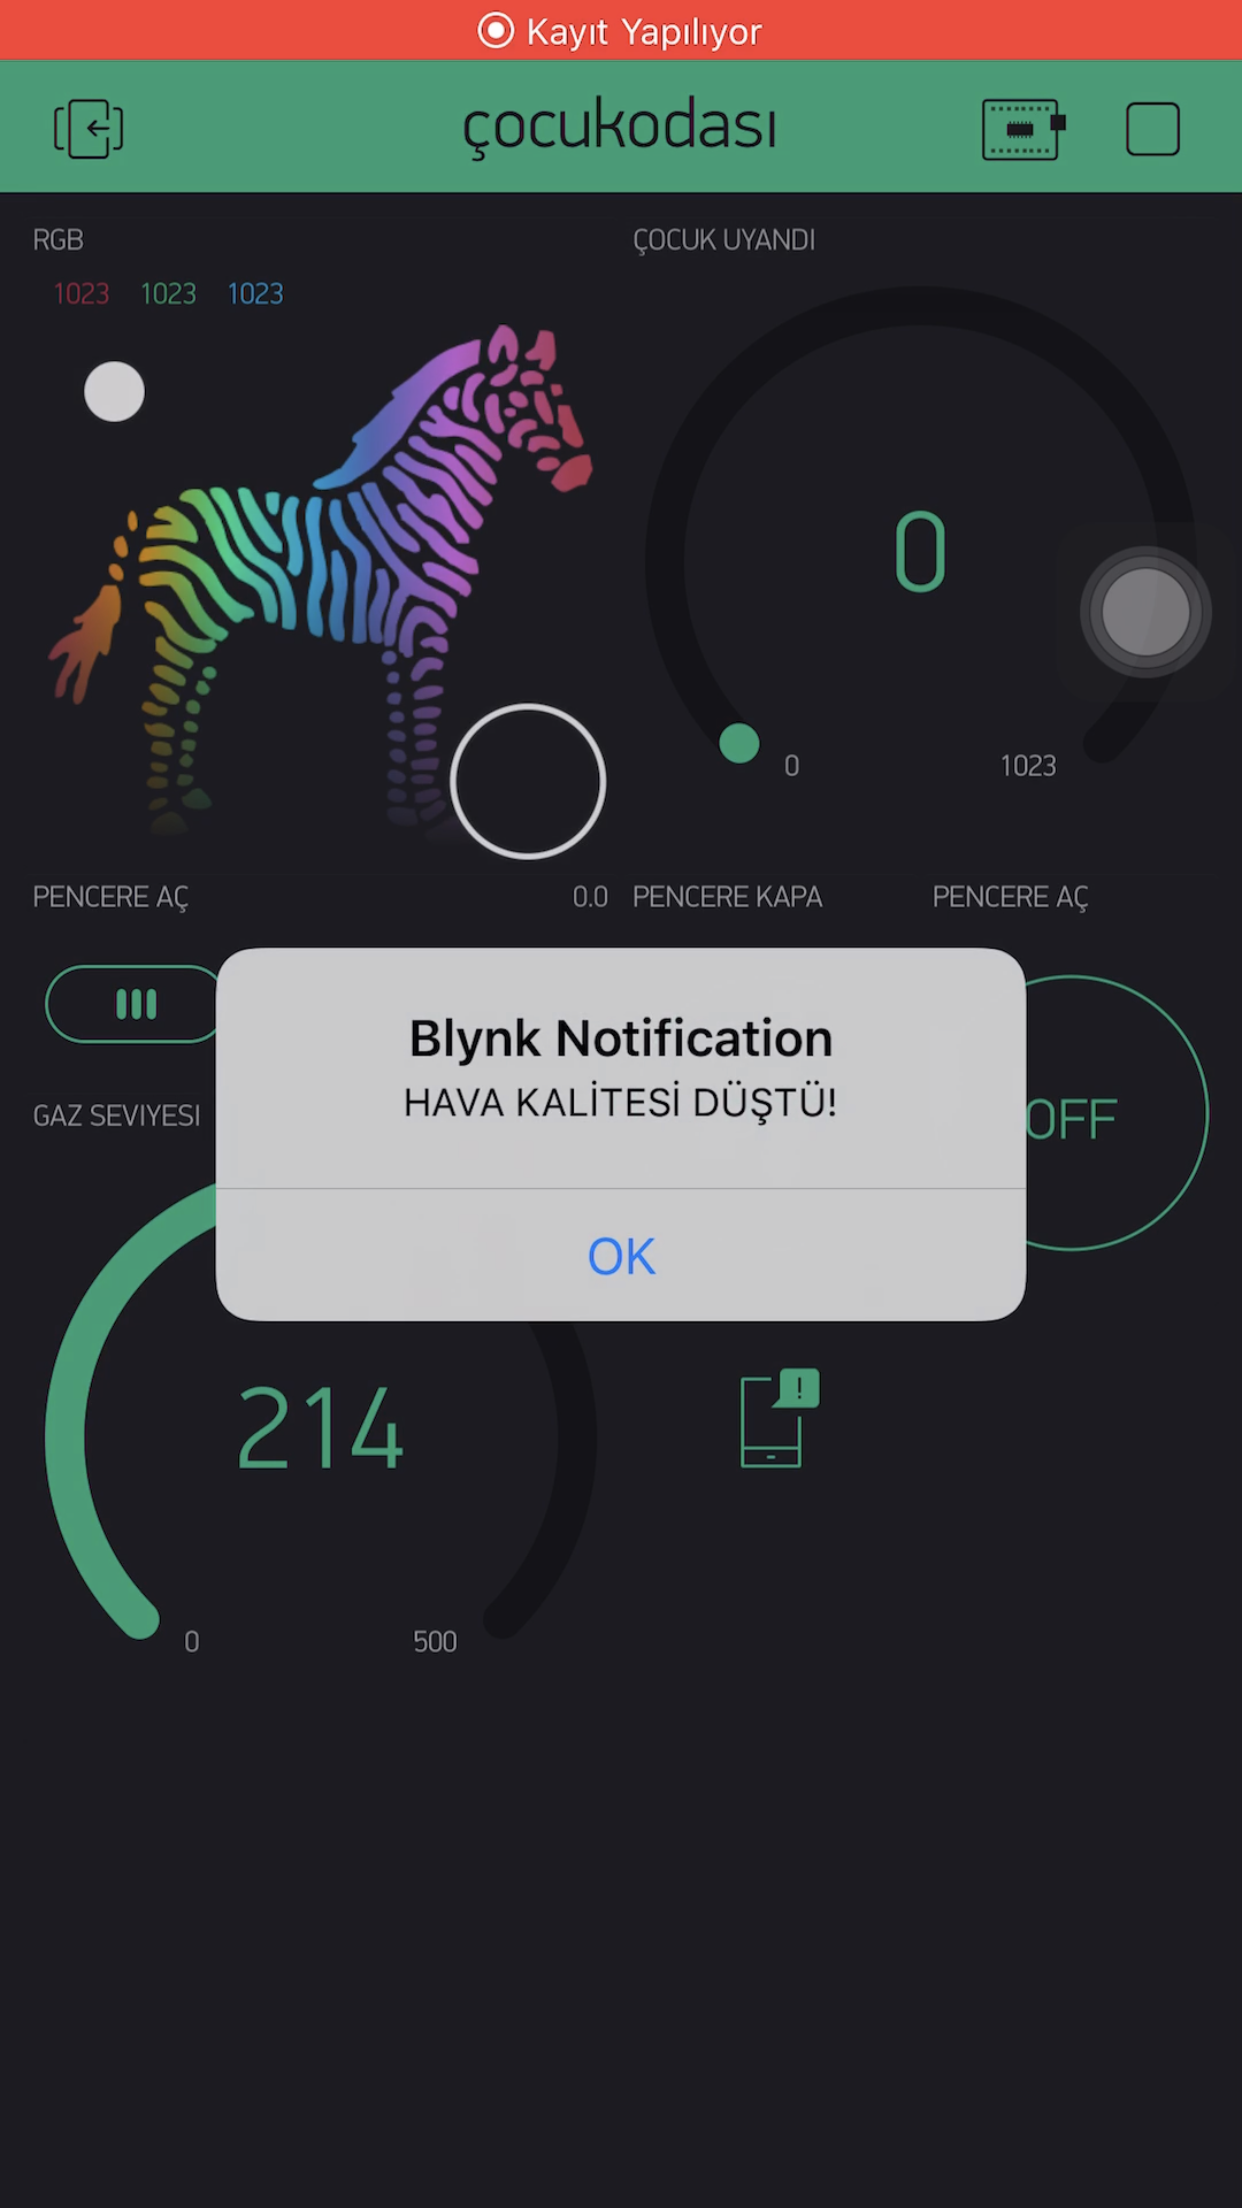 Kayıt Yapılıyor
çocukodası
RGB
1023 1023 1023
ÇOCUK UYANDI
0
0 1023
PENCERE AÇ 0.0
PENCERE KAPA
PENCERE AÇ
Blynk Notification
HAVA KALİTESİ DÜŞTÜ!
OK
OFF
GAZ SEVIYESI
214
0 500